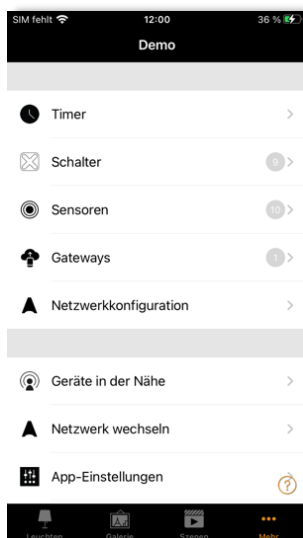 SIM fehlt 12:00 36 %
Demo
Timer
Schalter 9
Sensoren 10
Gateways 1
Netzwerkkonfiguration
Geräte in der Nähe
Netzwerk wechseln
App-Einstellungen ?
Leuchten Galerie Szenen Mehr